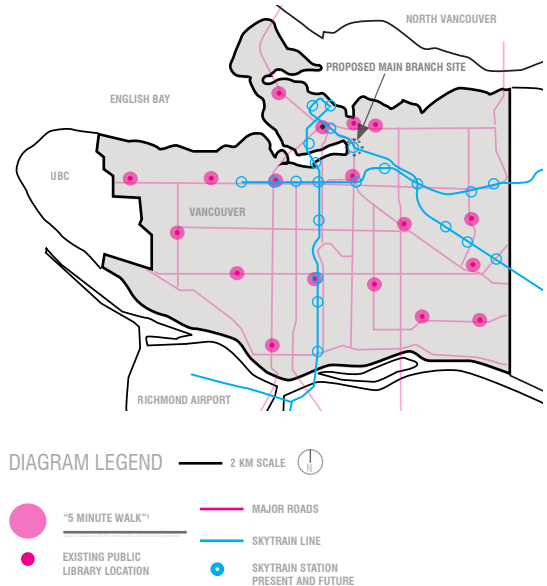 NORTH VANCOUVER
PROPOSED MAIN BRANCH SITE
ENGLISH BAY
UBC
VANCOUVER
RICHMOND AIRPORT
DIAGRAM LEGEND
2 KM SCALE
N
"5 MINUTE WALK"¹
MAJOR ROADS
SKYTRAIN LINE
EXISTING PUBLIC
LIBRARY LOCATION
SKYTRAIN STATION
PRESENT AND FUTURE